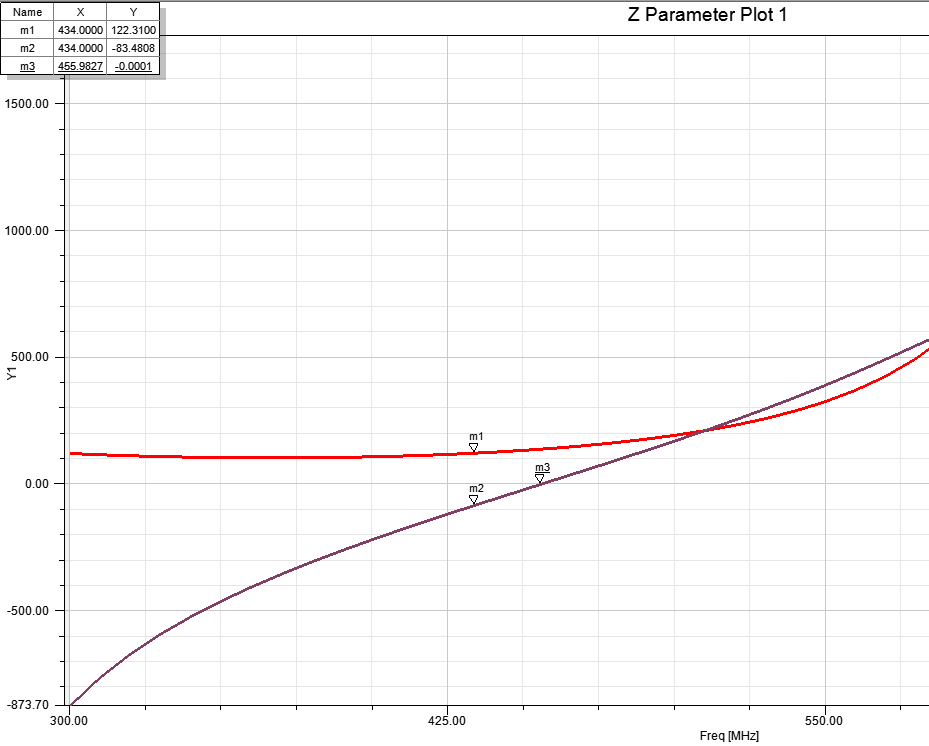 Z Parameter Plot 1
Name X Y
m1 434.0000 122.3100
m2 434.0000 -83.4808
m3 455.9827 -0.0001
1500.00
1000.00
500.00
Y1
m1
m3
0.00
m2
-500.00
-873.70
300.00 425.00 550.00
Freq [MHz]